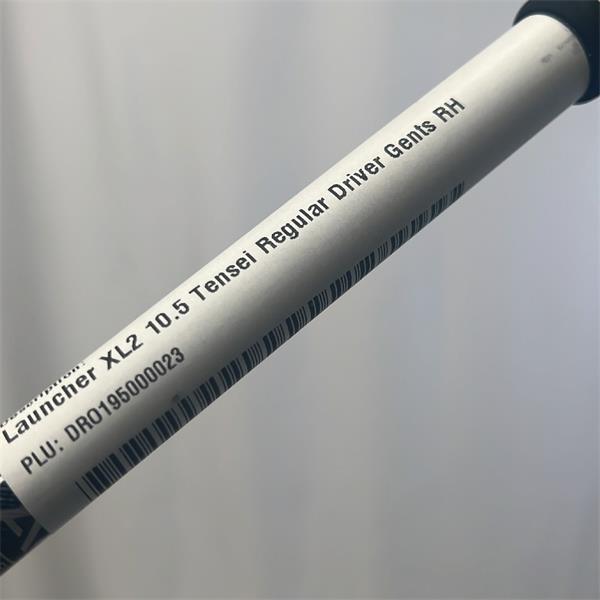 Launcher XL2 10.5 Tensei Regular Driver Gents RH
PLU: DRO195000023